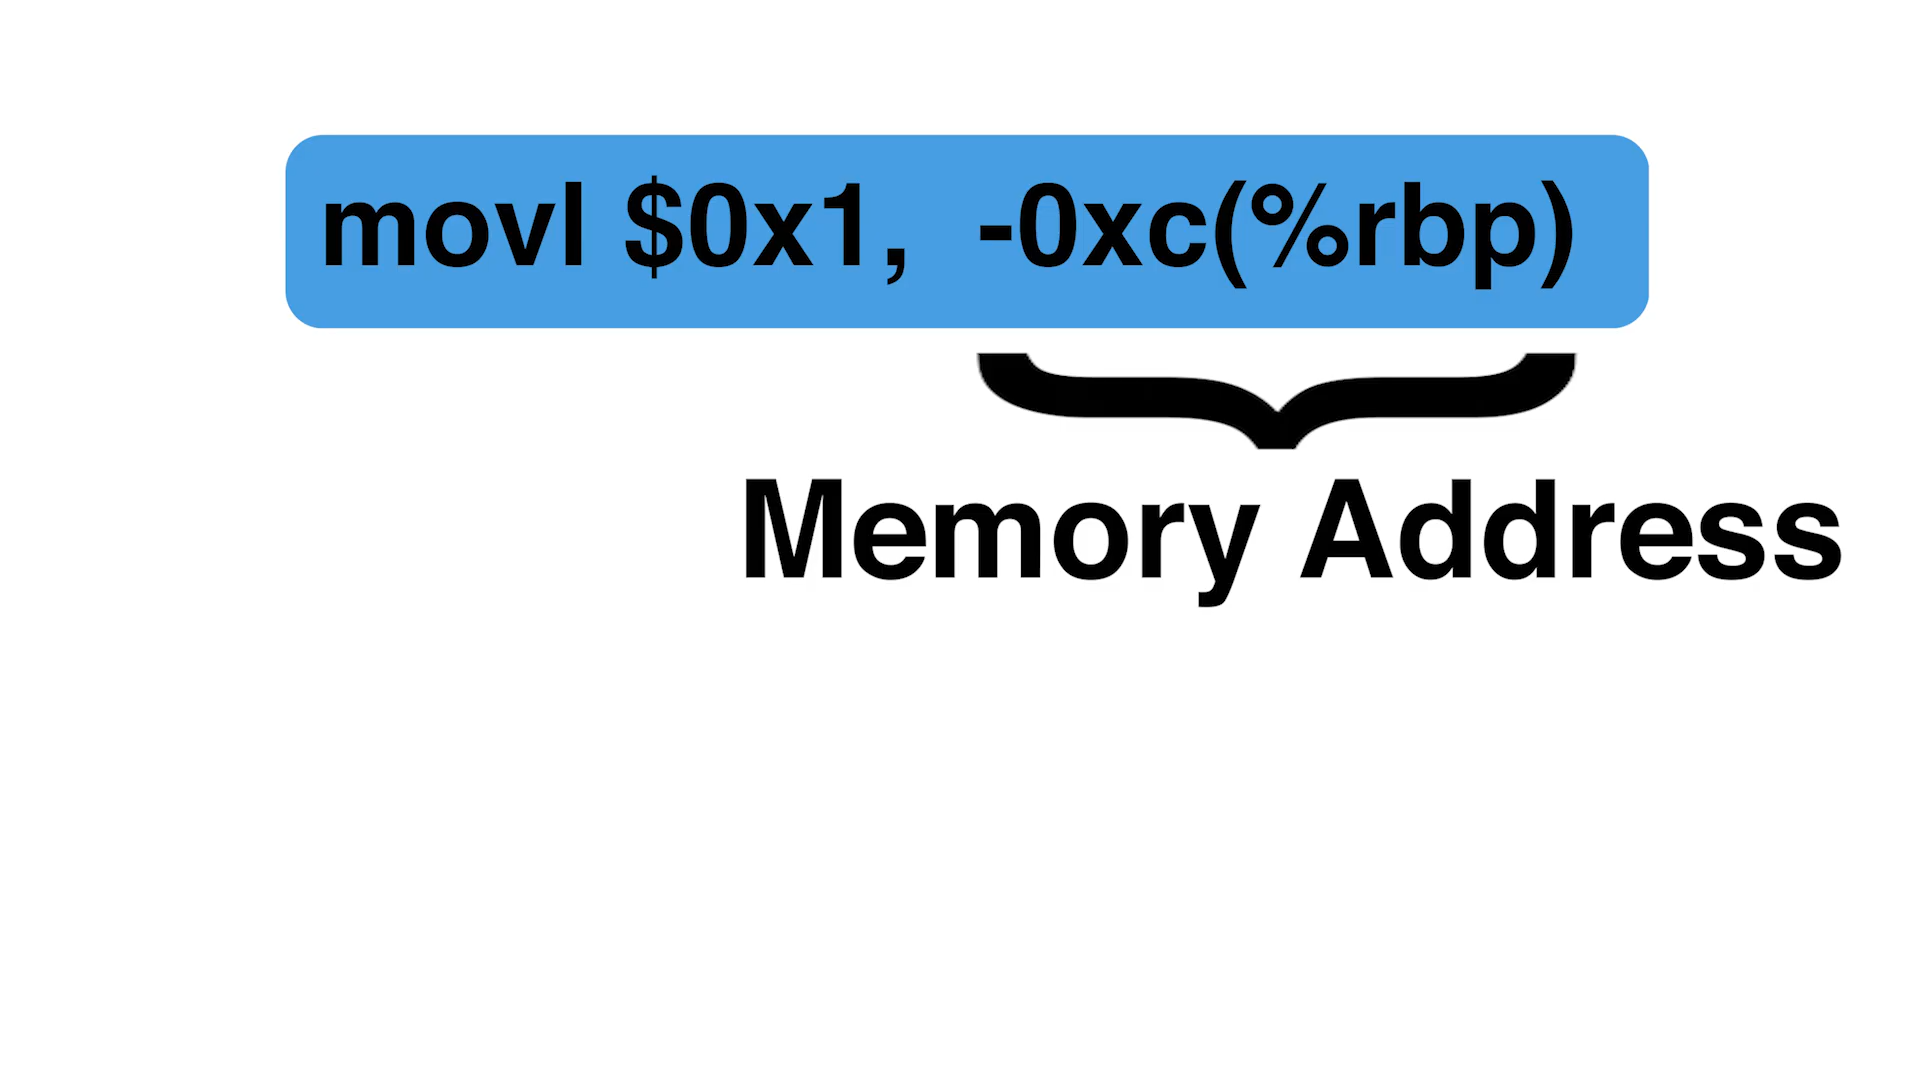 movl $0x1, -0xc(%rbp)
Memory Address